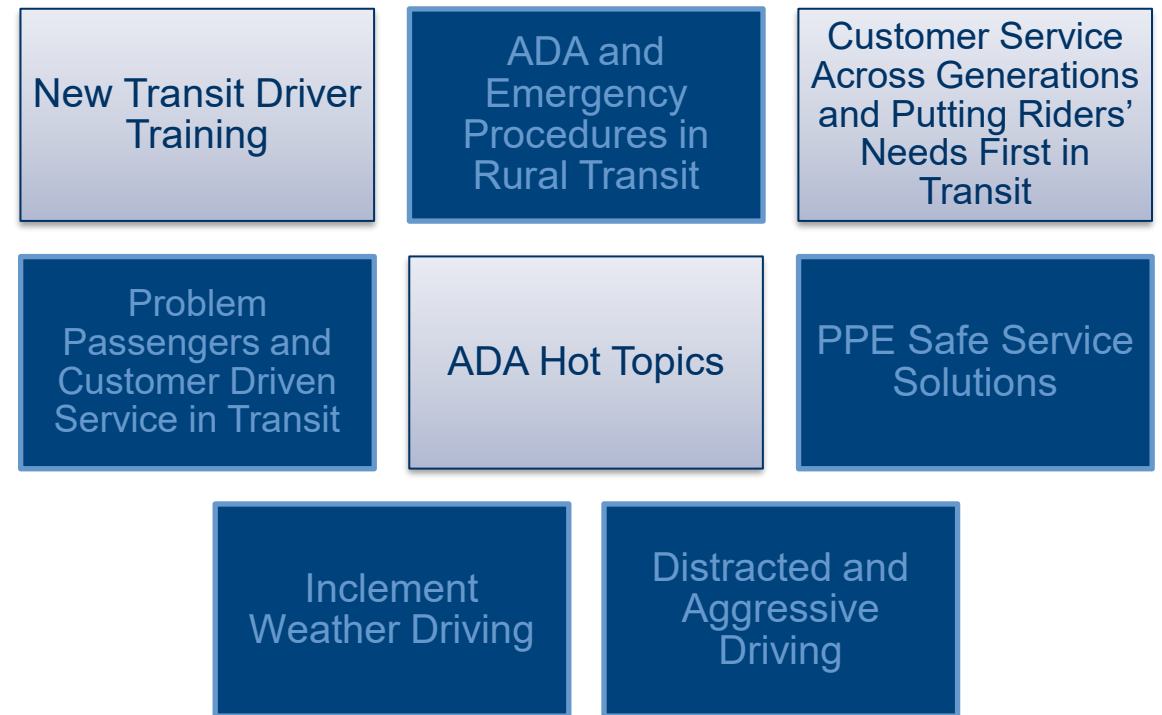 New Transit Driver
Training
ADA and
Emergency
Procedures in
Rural Transit
Customer Service
Across Generations
and Putting Riders’
Needs First in
Transit
Problem
Passengers and
Customer Driven
Service in Transit
ADA Hot Topics
PPE Safe Service
Solutions
Inclement
Weather Driving
Distracted and
Aggressive
Driving